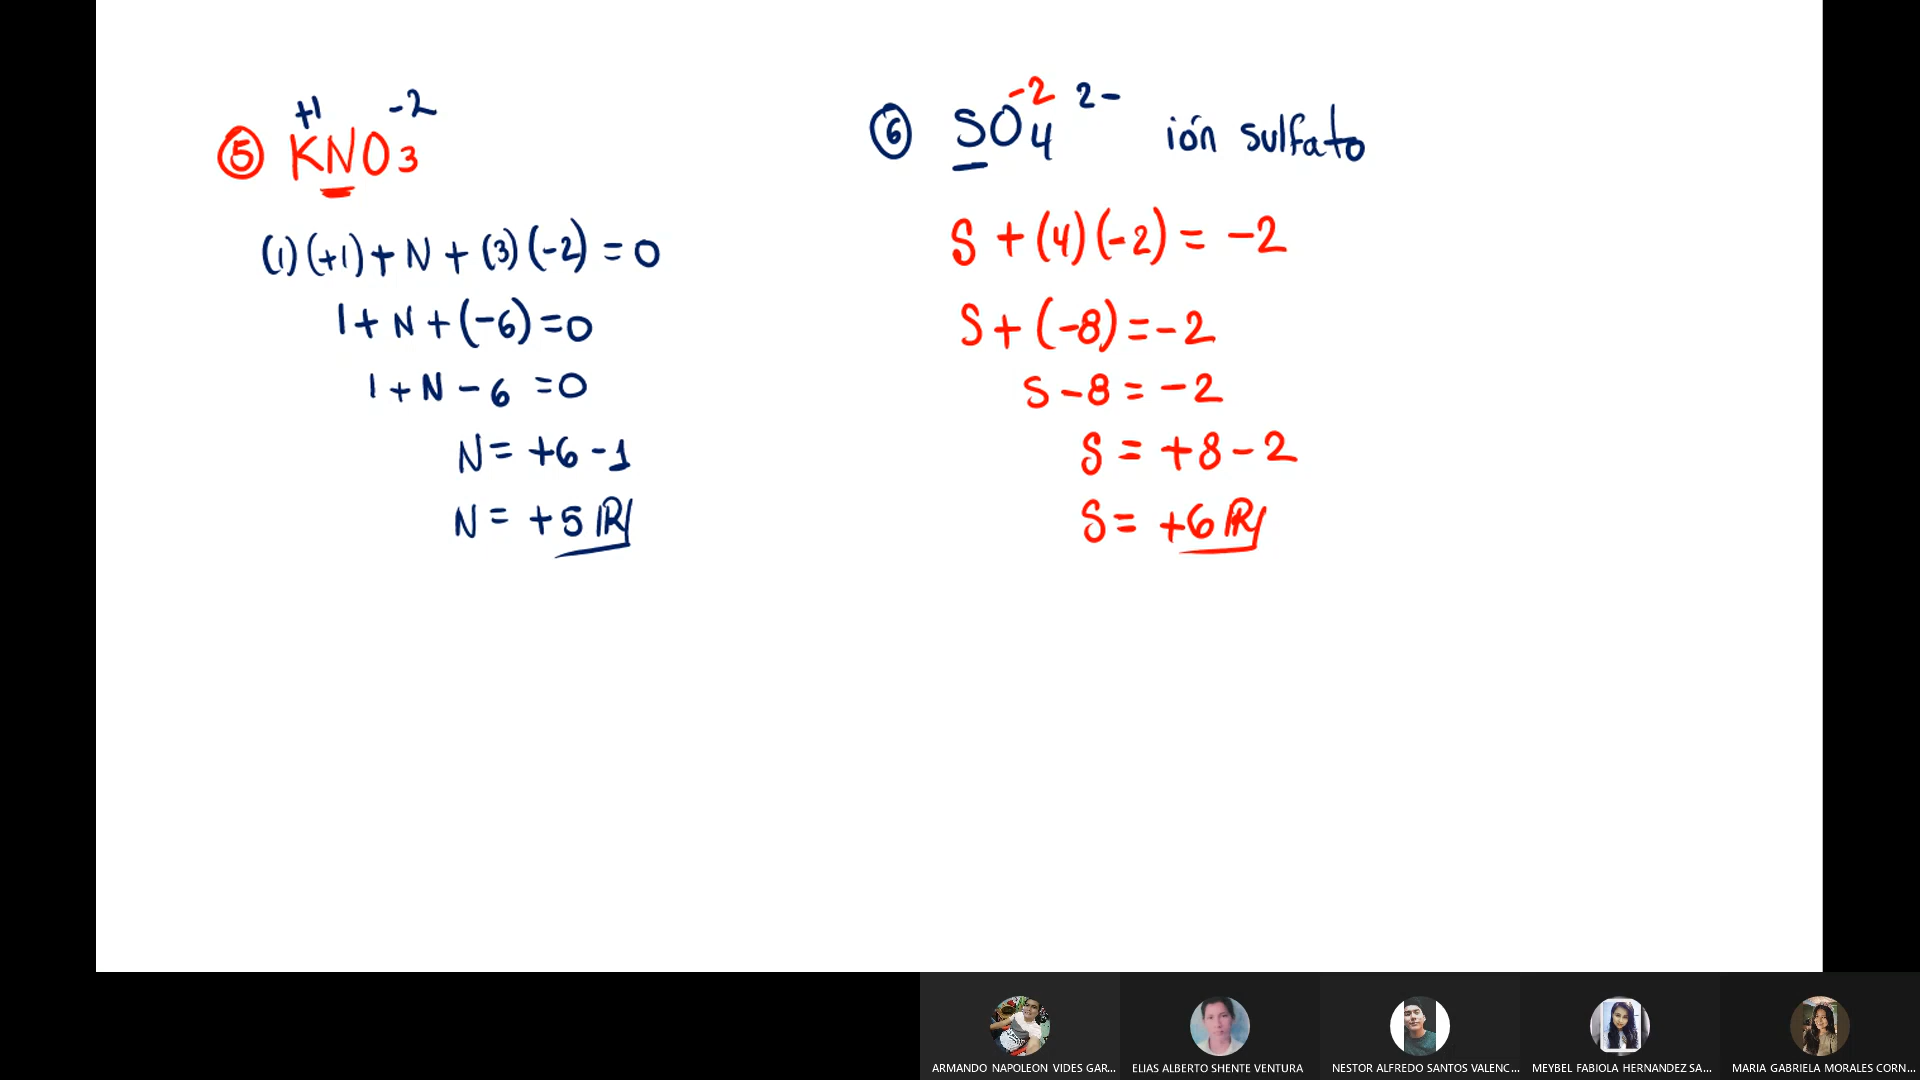 +1 -2
⑤ KNO3
(1)(+1) + N + (3)(-2) = 0
1 + N + (-6) = 0
1 + N - 6 = 0
N = +6 - 1
N = +5 R/
-2 2-
⑥ SO4 ión sulfato
S + (4)(-2) = -2
S + (-8) = -2
S - 8 = -2
S = +8 - 2
S = +6 R/
ARMANDO NAPOLEON VIDES GAR...
ELIAS ALBERTO SHENTE VENTURA
NESTOR ALFREDO SANTOS VALENC...
MEYBEL FABIOLA HERNANDEZ SA...
MARIA GABRIELA MORALES CORN...